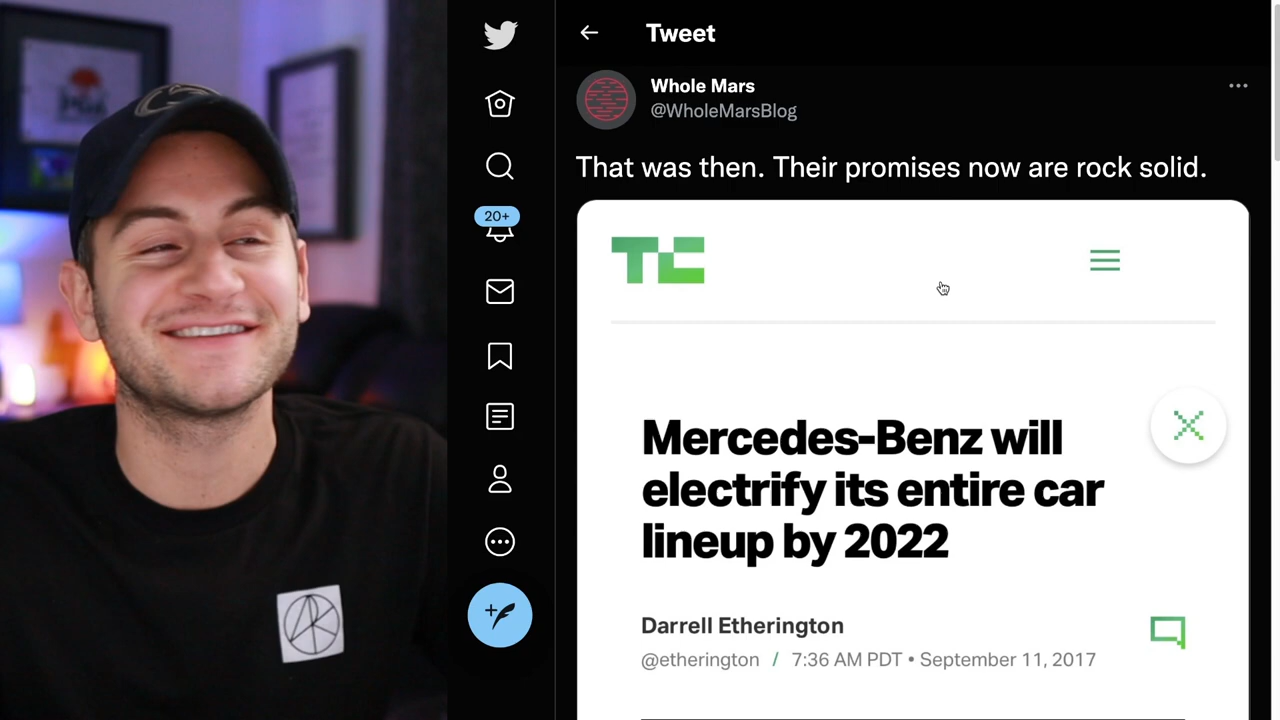 Tweet
Whole Mars
@WholeMarsBlog
That was then. Their promises now are rock solid.
20+
TC
Mercedes-Benz will
electrify its entire car
lineup by 2022
Darrell Etherington
@etherington / 7:36 AM PDT • September 11, 2017